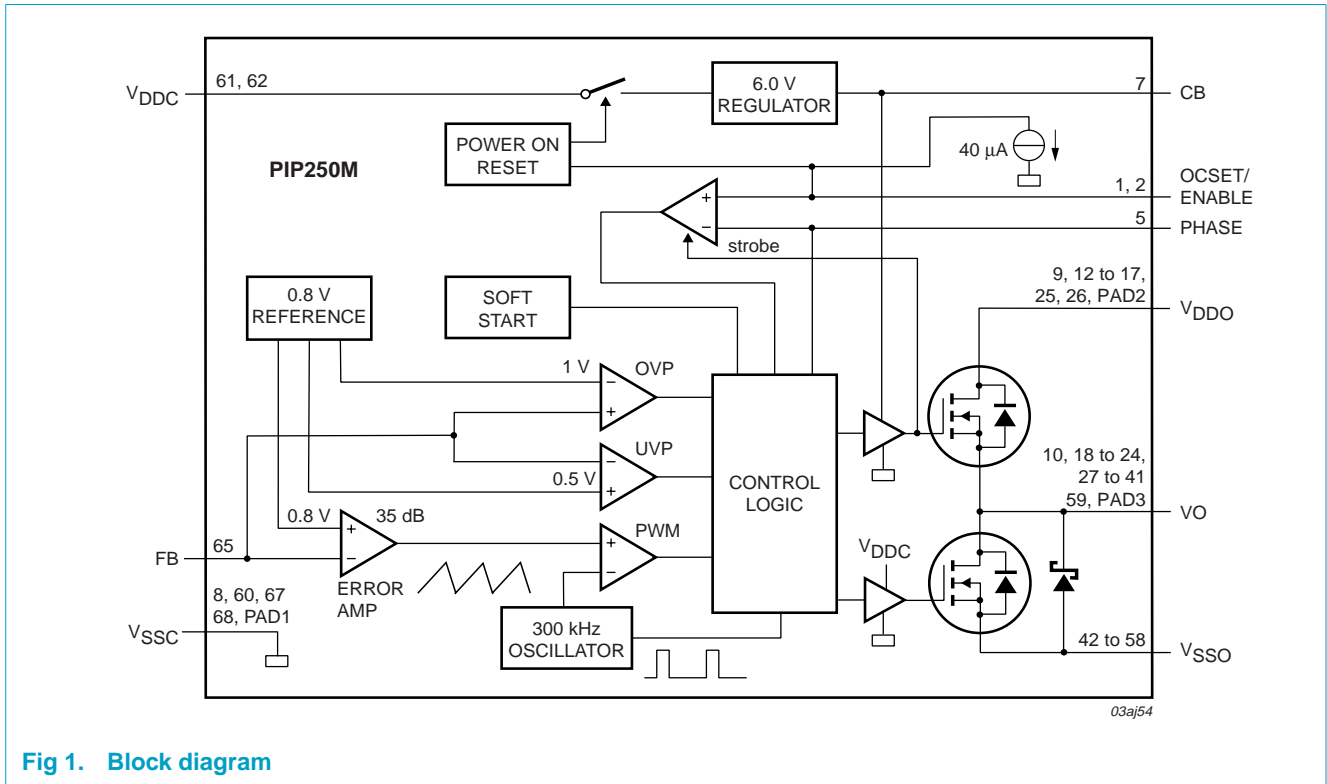 61, 62
VDDC
6.0 V
REGULATOR
7
CB
POWER ON
RESET
PIP250M
40 μA
OCSET/
1, 2
ENABLE
5
PHASE
strobe
9, 12 to 17,
25, 26, PAD2
VDDO
0.8 V
REFERENCE
SOFT
START
1 V
OVP
−
+
UVP
−
+
0.5 V
CONTROL
LOGIC
10, 18 to 24,
27 to 41
59, PAD3
VO
0.8 V
35 dB
+
−
PWM
+
−
VDDC
65
FB
ERROR
AMP
8, 60, 67
68, PAD1
VSSC
300 kHz
OSCILLATOR
42 to 58
VSSO
+
−
03aj54
Fig 1. Block diagram